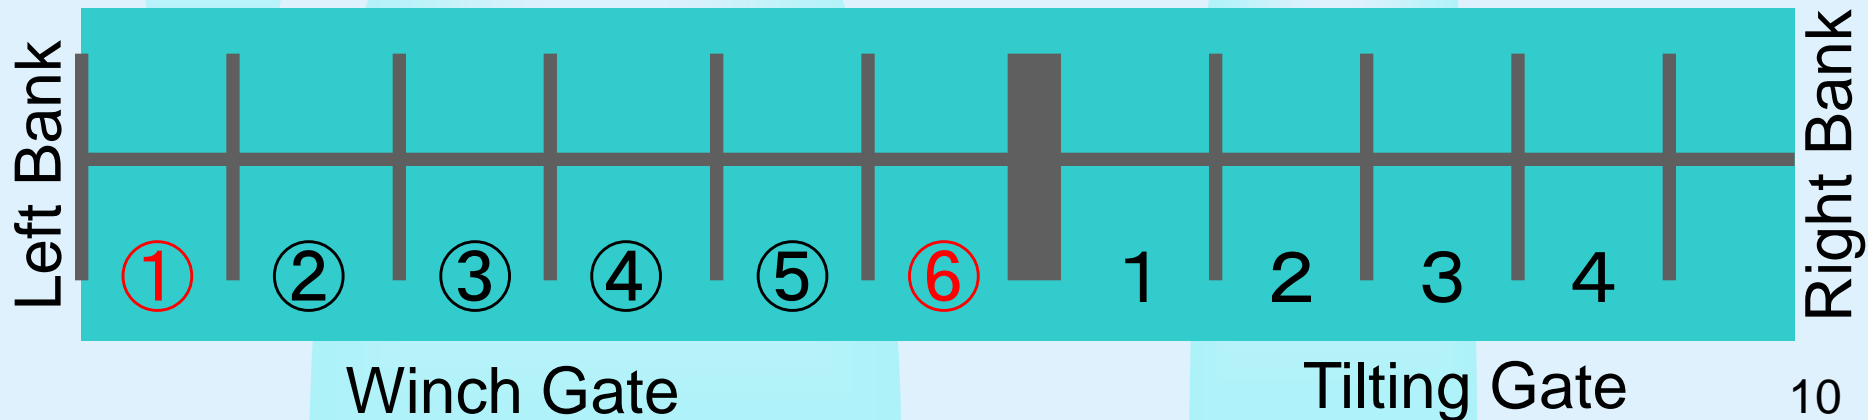 Left Bank
① ② ③ ④ ⑤ ⑥ 1 2 3 4
Right Bank
Winch Gate
Tilting Gate
10